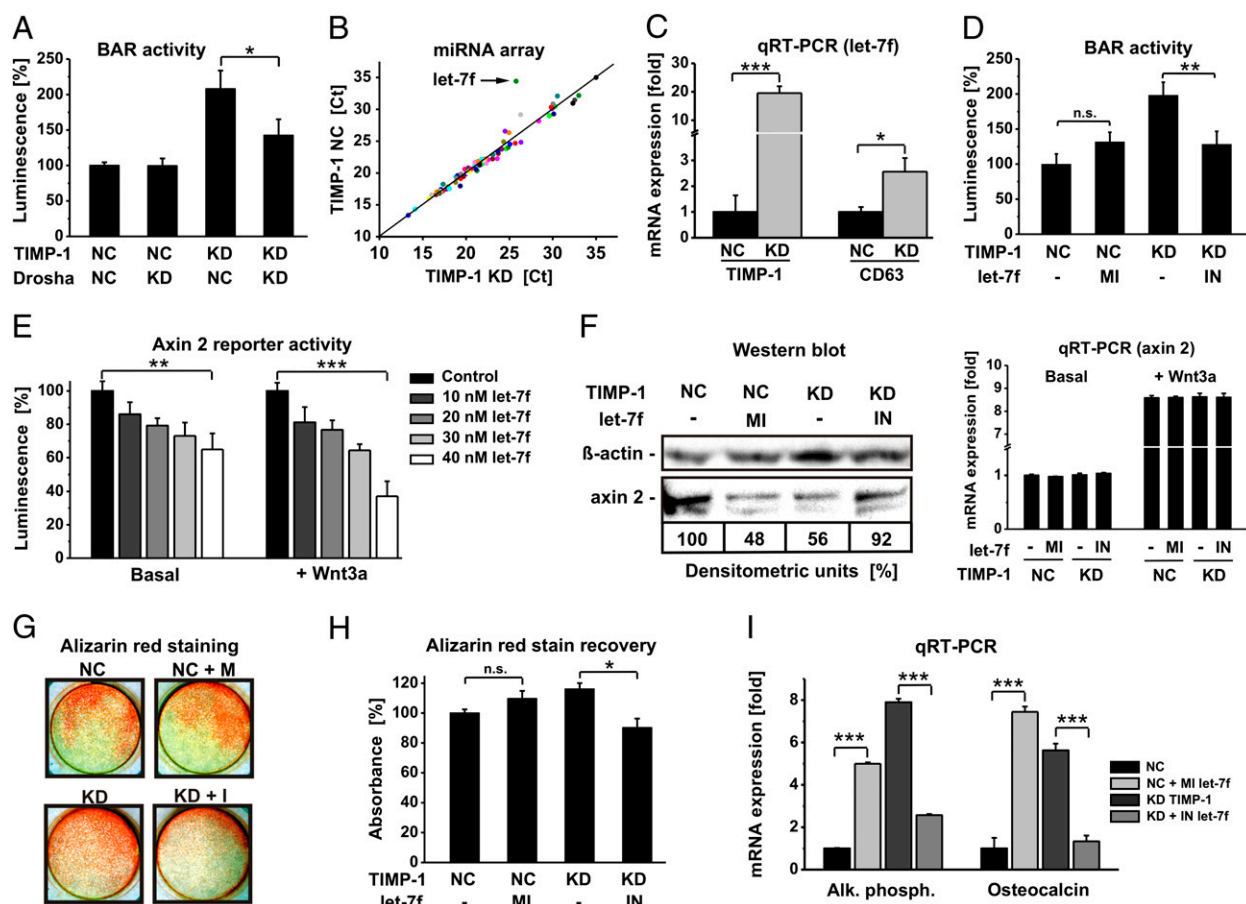 A
BAR activity
Luminescence [%]
250
200
150
100
50
0
*
TIMP-1 NC NC KD KD
Drosha NC KD NC KD
B
miRNA array
let-7f
TIMP-1 NC [Ct]
40
35
30
25
20
15
10
10 15 20 25 30 35
TIMP-1 KD [Ct]
C
qRT-PCR (let-7f)
mRNA expression [fold]
20
10
4
2
1
0
***
*
NC KD NC KD
TIMP-1 CD63
D
BAR activity
Luminescence [%]
250
200
150
100
50
0
n.s.
**
TIMP-1 NC NC KD KD
let-7f - MI - IN
E
Axin 2 reporter activity
Luminescence [%]
100
80
60
40
20
0
**
***
Control
10 nM let-7f
20 nM let-7f
30 nM let-7f
40 nM let-7f
Basal + Wnt3a
F
Western blot
TIMP-1 NC NC KD KD
let-7f - MI - IN
ß-actin -
axin 2 -
100 48 56 92
Densitometric units [%]
qRT-PCR (axin 2)
Basal + Wnt3a
mRNA expression [fold]
10
8
1
0
let-7f - MI - IN - MI - IN
TIMP-1 NC KD NC KD
G
Alizarin red staining
NC NC + M
KD KD + I
H
Alizarin red stain recovery
Absorbance [%]
120
100
80
60
40
20
0
n.s.
*
TIMP-1 NC NC KD KD
let-7f - MI - IN
I
qRT-PCR
mRNA expression [fold]
8
6
4
2
0
***
***
***
***
NC
NC + MI let-7f
KD TIMP-1
KD + IN let-7f
Alk. phosph. Osteocalcin